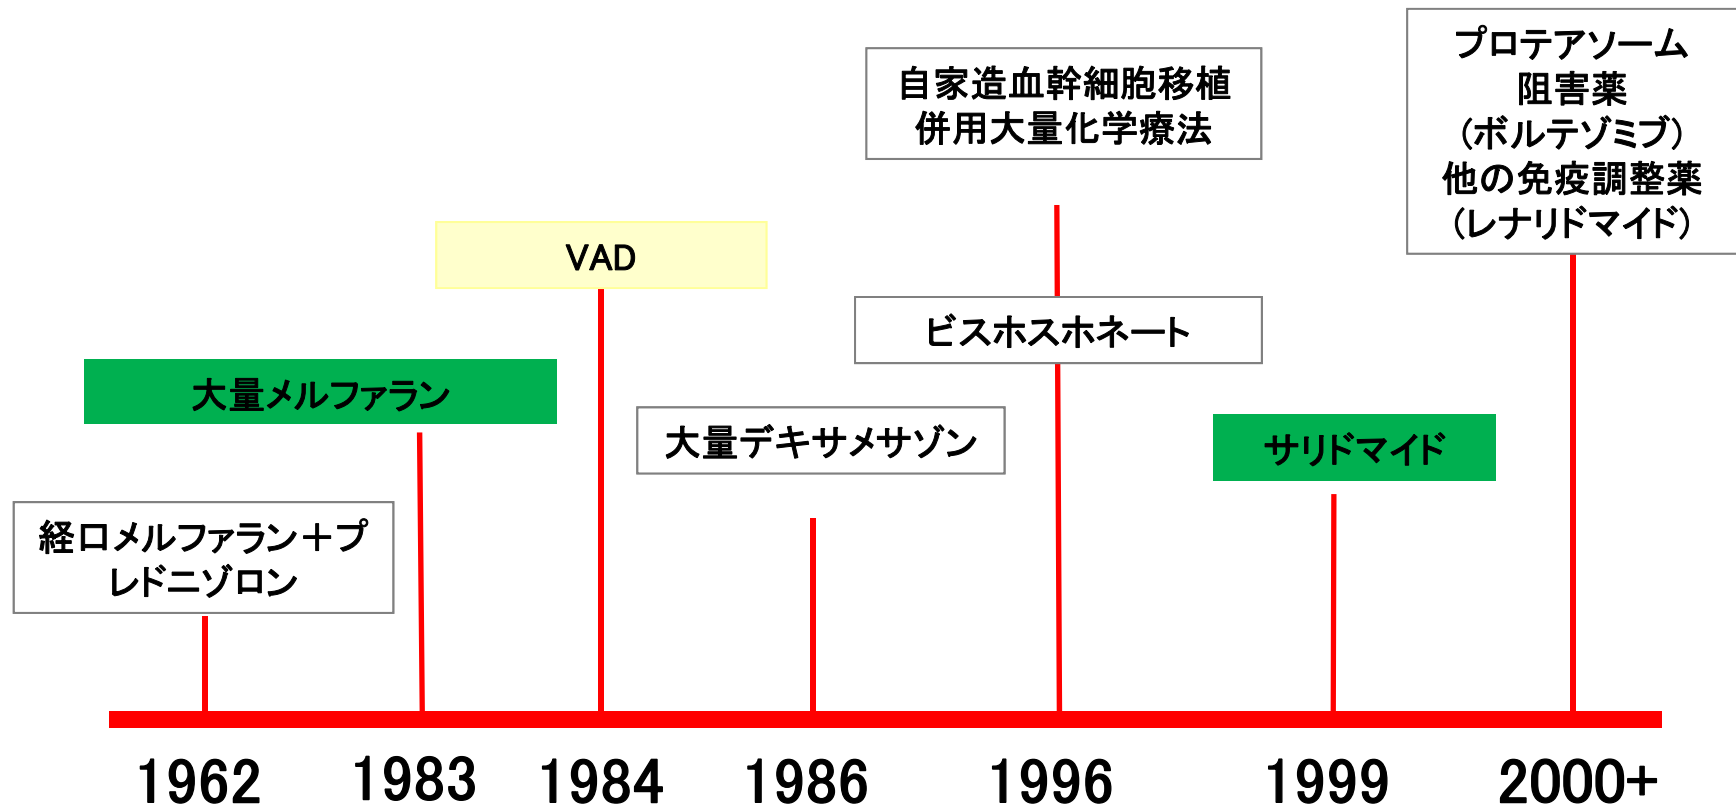 プロテアソーム
阻害薬
(ボルテゾミブ)
他の免疫調整薬
(レナリドマイド)
自家造血幹細胞移植
併用大量化学療法
VAD
ビスホスホネート
大量メルファラン
大量デキサメサゾン
サリドマイド
経口メルファラン＋プ
レドニゾロン
1962
1983
1984
1986
1996
1999
2000+